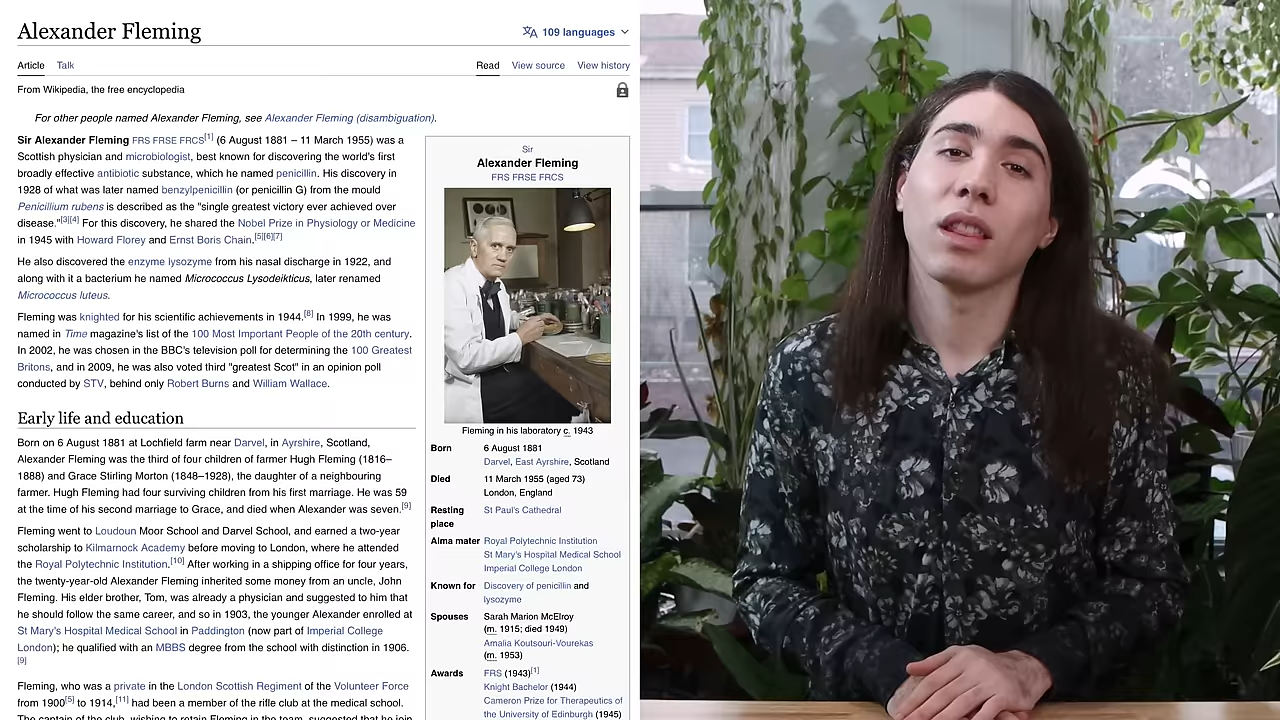 Alexander Fleming
109 languages
Article Talk Read View source View history
From Wikipedia, the free encyclopedia
For other people named Alexander Fleming, see Alexander Fleming (disambiguation).
Sir Alexander Fleming FRS FRSE FRCS[1] (6 August 1881 – 11 March 1955) was a
Scottish physician and microbiologist, best known for discovering the world's first
broadly effective antibiotic substance, which he named penicillin. His discovery in
1928 of what was later named benzylpenicillin (or penicillin G) from the mould
Penicillium rubens is described as the "single greatest victory ever achieved over
disease."[3][4] For this discovery, he shared the Nobel Prize in Physiology or Medicine
in 1945 with Howard Florey and Ernst Boris Chain.[5][6][7]
He also discovered the enzyme lysozyme from his nasal discharge in 1922, and
along with it a bacterium he named Micrococcus Lysodeikticus, later renamed
Micrococcus luteus.
Fleming was knighted for his scientific achievements in 1944.[8] In 1999, he was
named in Time magazine's list of the 100 Most Important People of the 20th century.
In 2002, he was chosen in the BBC's television poll for determining the 100 Greatest
Britons, and in 2009, he was also voted third "greatest Scot" in an opinion poll
conducted by STV, behind only Robert Burns and William Wallace.
Early life and education
Born on 6 August 1881 at Lochfield farm near Darvel, in Ayrshire, Scotland,
Alexander Fleming was the third of four children of farmer Hugh Fleming (1816–
1888) and Grace Stirling Morton (1848–1928), the daughter of a neighbouring
farmer. Hugh Fleming had four surviving children from his first marriage. He was 59
at the time of his second marriage to Grace, and died when Alexander was seven.[9]
Fleming went to Loudoun Moor School and Darvel School, and earned a two-year
scholarship to Kilmarnock Academy before moving to London, where he attended
the Royal Polytechnic Institution.[10] After working in a shipping office for four years,
the twenty-year-old Alexander Fleming inherited some money from an uncle, John
Fleming. His elder brother, Tom, was already a physician and suggested to him that
he should follow the same career, and so in 1903, the younger Alexander enrolled at
St Mary's Hospital Medical School in Paddington (now part of Imperial College
London); he qualified with an MBBS degree from the school with distinction in 1906.
[9]
Fleming, who was a private in the London Scottish Regiment of the Volunteer Force
from 1900[5] to 1914,[11] had been a member of the rifle club at the medical school.
The captain of the club, wishing to retain Fleming in the team, suggested that he join
Sir
Alexander Fleming
FRS FRSE FRCS
Fleming in his laboratory c. 1943
Born 6 August 1881
Darvel, East Ayrshire, Scotland
Died 11 March 1955 (aged 73)
London, England
Resting St Paul's Cathedral
place
Alma mater Royal Polytechnic Institution
St Mary's Hospital Medical School
Imperial College London
Known for Discovery of penicillin and
lysozyme
Spouses Sarah Marion McElroy
(m. 1915; died 1949)
Amalia Koutsouri-Vourekas
(m. 1953)
Awards FRS (1943)[1]
Knight Bachelor (1944)
Cameron Prize for Therapeutics of
the University of Edinburgh (1945)